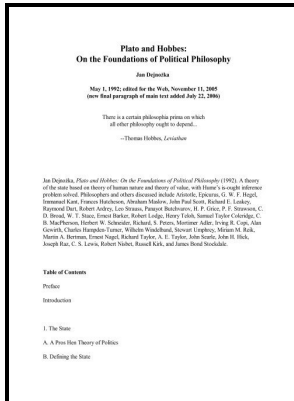 Plato and Hobbes:
On the Foundations of Political Philosophy
Jan Dejnozka
May 1, 1992; edited for the Web, November 11, 2005
(new final paragraph of main text added July 22, 2006)
There is a certain philosophia prima on which
all other philosophy ought to depend...
--Thomas Hobbes, Leviathan
Jan Dejnozka, Plato and Hobbes: On the Foundations of Political Philosophy (1992). A theory
of the state based on theory of human nature and theory of value, with Hume's is-ought inference
problem solved. Philosophers and others discussed include Aristotle, Epicurus, G. W. F. Hegel,
Immanuel Kant, Frances Hutcheson, Abraham Maslow, John Paul Scott, Richard E. Leakey,
Raymond Dart, Robert Ardrey, Leo Strauss, Panayot Butchvarov, H. P. Grice, P. F. Strawson, C.
D. Broad, W. T. Stace, Ernest Barker, Robert Lodge, Henry Teloh, Samuel Taylor Coleridge, C.
B. MacPherson, Herbert W. Schneider, Richard, S. Peters, Mortimer Adler, Irving R. Copi, Alan
Gewirth, Charles Hampden-Turner, Wilhelm Windelband, Stewart Umphrey, Miriam M. Reik,
Martin A. Bertman, Ernest Nagel, Richard Taylor, A. E. Taylor, John Searle, John H. Hick,
Joseph Raz, C. S. Lewis, Robert Nisbet, Russell Kirk, and James Bond Stockdale.
Table of Contents
Preface
Introduction
1. The State
A. A Pros Hen Theory of Politics
B. Defining the State